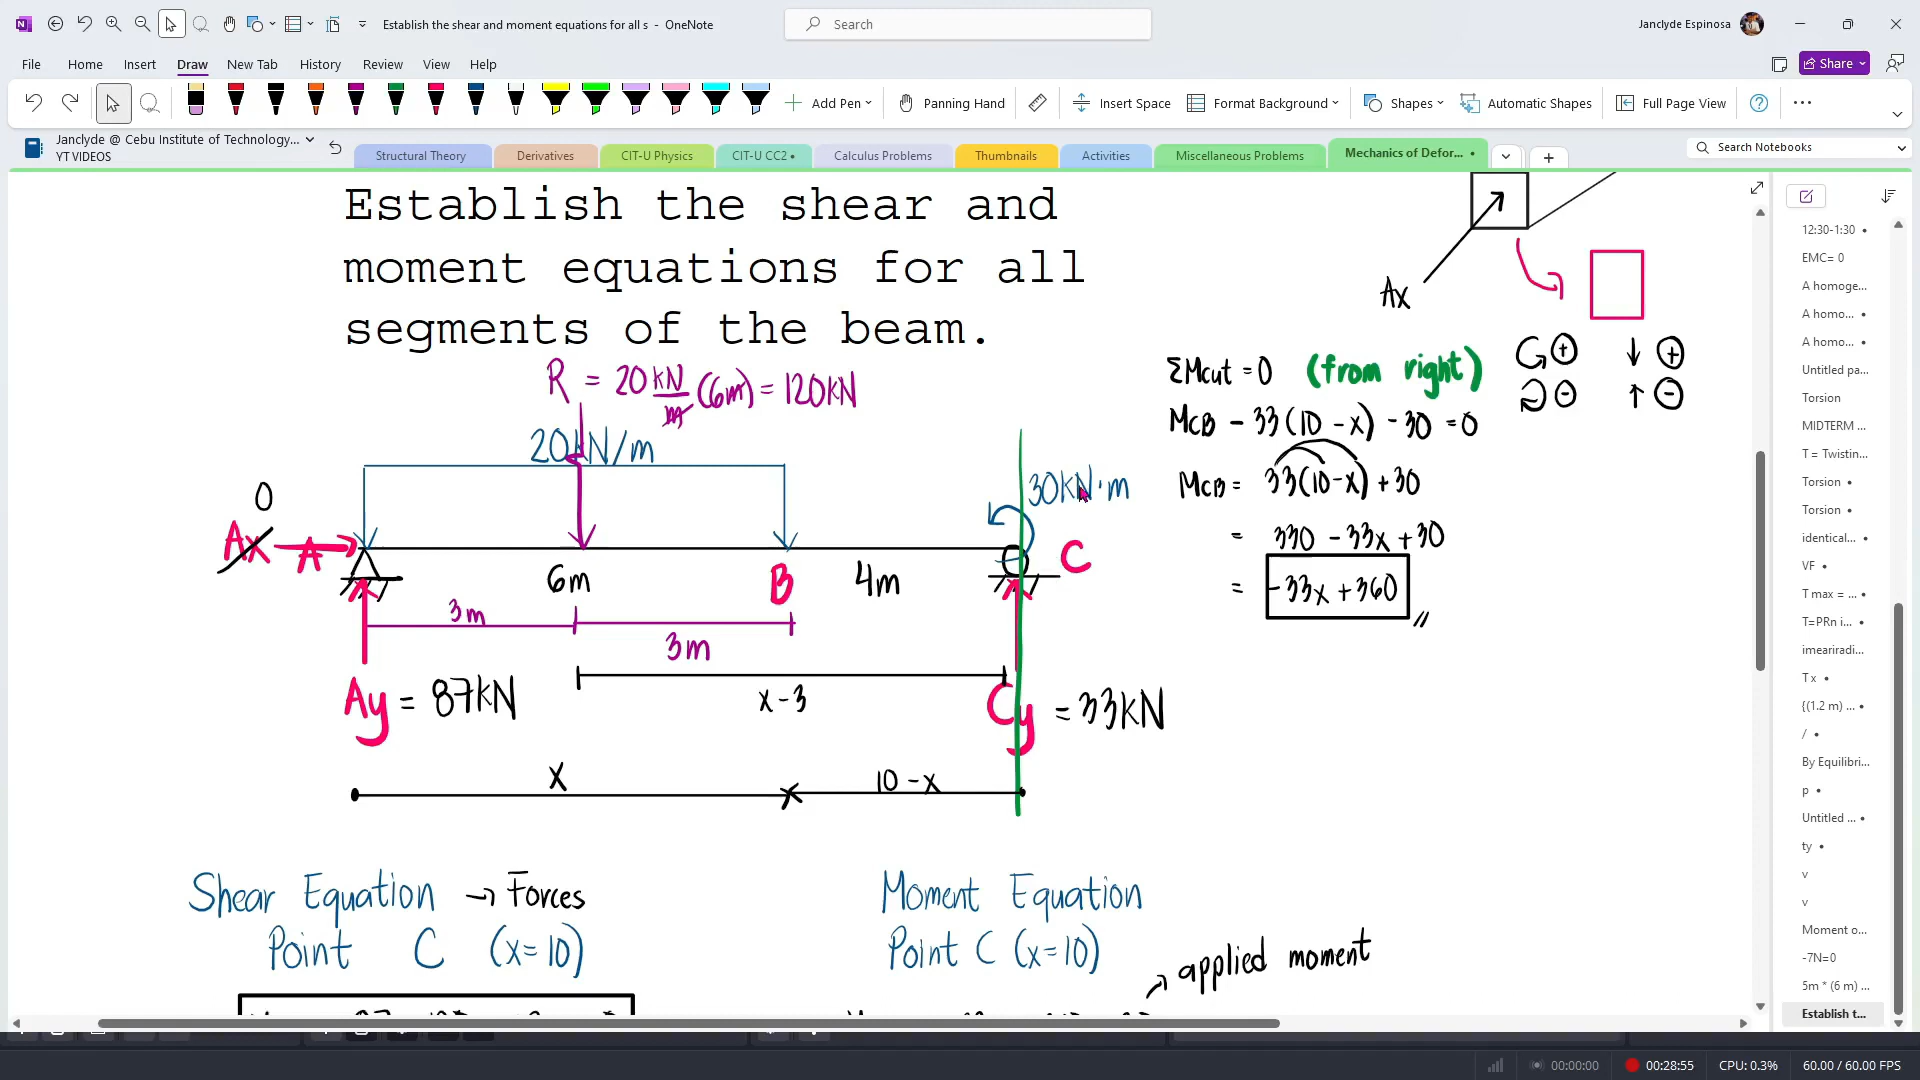 Establish the shear and moment equations for all s - OneNote
Search
Janclyde Espinosa
File Home Insert Draw New Tab History Review View Help
Share
Add Pen
Panning Hand
Insert Space
Format Background
Shapes
Automatic Shapes
Full Page View
Janclyde @ Cebu Institute of Technology...
YT VIDEOS
Structural Theory
Derivatives
CIT-U Physics
CIT-U CC2 •
Calculus Problems
Thumbnails
Activities
Miscellaneous Problems
Mechanics of Defor... •
Search Notebooks
Establish the shear and
moment equations for all
segments of the beam.
R = 20 kN/m (6m) = 120kN
20kN/m
0
Ax A
30kN·m
C
6m
B
4m
3m
3m
Ay = 87kN
x - 3
Cy = 33kN
x
10 - x
Ax
ΣMcut = 0 (from right)
MCB - 33(10 - x) - 30 = 0
MCB = 33(10 - x) + 30
= 330 - 33x + 30
= -33x + 360
+ ↓ +
- ↑ -
Shear Equation → Forces
Point C (x=10)
Moment Equation
Point C (x=10)
→ applied moment
12:30-1:30 •
EMC= 0
A homoge...
A homo... •
A homo... •
Untitled pa...
Torsion
MIDTERM ...
T = Twistin...
Torsion •
Torsion •
identical... •
VF •
T max = ... •
T=PRn i... •
imeariradi...
T x •
{(1.2 m) ... •
/ •
By Equilibri...
p •
Untitled ... •
ty •
v
v
Moment o...
-7N=0
5m * (6 m) ...
Establish t...
00:00:00
00:28:55
CPU: 0.3%
60.00 / 60.00 FPS